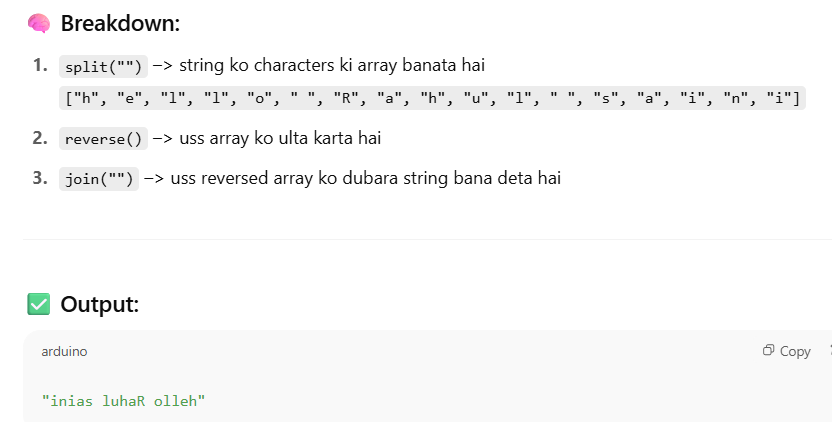 🧠 Breakdown:
1. split("") –> string ko characters ki array banata hai
["h", "e", "l", "l", "o", " ", "R", "a", "h", "u", "l", " ", "s", "a", "i", "n", "i"]
2. reverse() –> uss array ko ulta karta hai
3. join("") –> uss reversed array ko dubara string bana deta hai
✅ Output:
arduino Copy
"inias luhaR olleh"